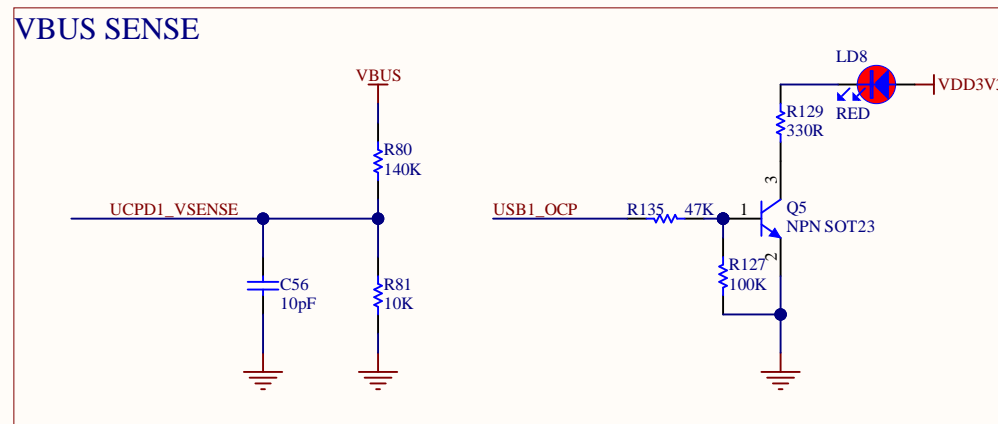 VBUS SENSE
LD8
VBUS
VDD3V3
R129
330R
RED
R80
140K
3
UCPD1_VSENSE
USB1_OCP
R135
47K
1
Q5
NPN SOT23
2
R127
100K
C56
10pF
R81
10K